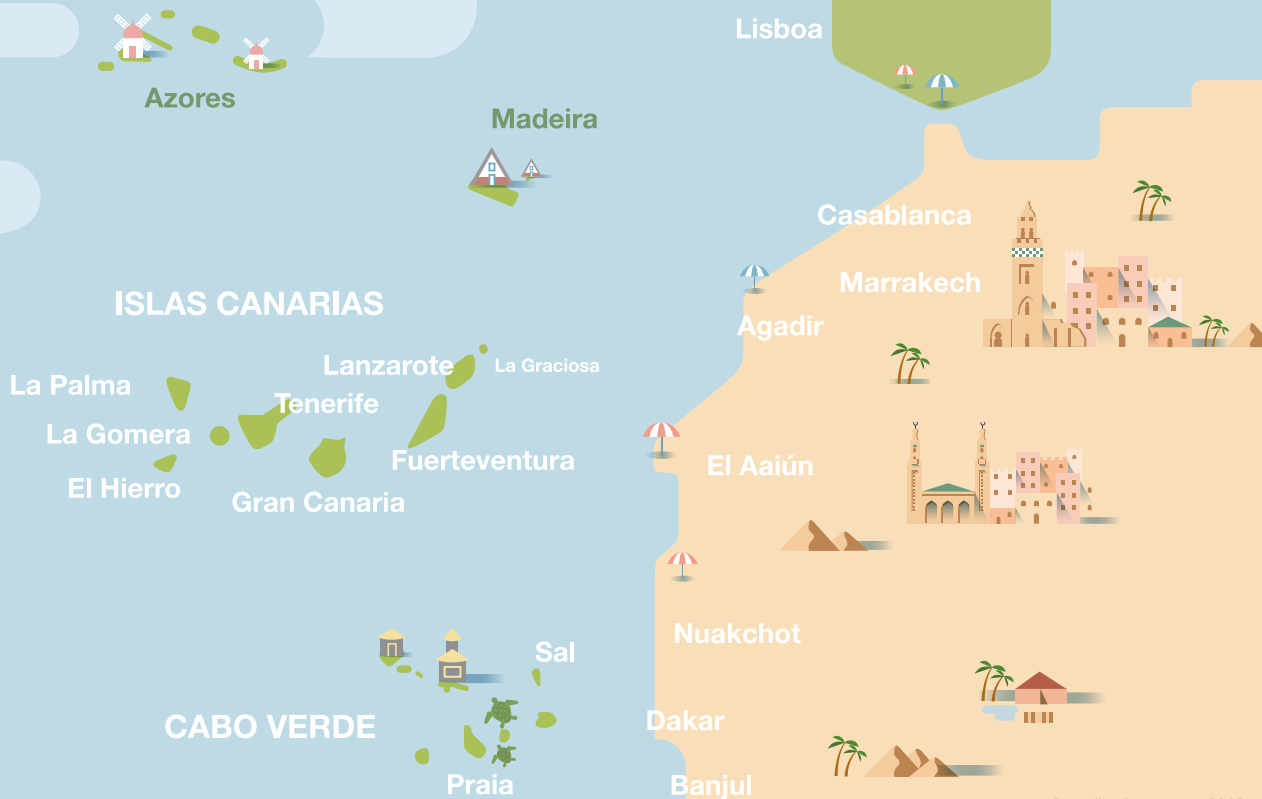 Lisboa
Azores
Madeira
Casablanca
Marrakech
ISLAS CANARIAS
Agadir
Lanzarote
La Graciosa
La Palma
Tenerife
La Gomera
Fuerteventura
El Aaiún
El Hierro
Gran Canaria
Nuakchot
Sal
Dakar
CABO VERDE
Praia
Banjul